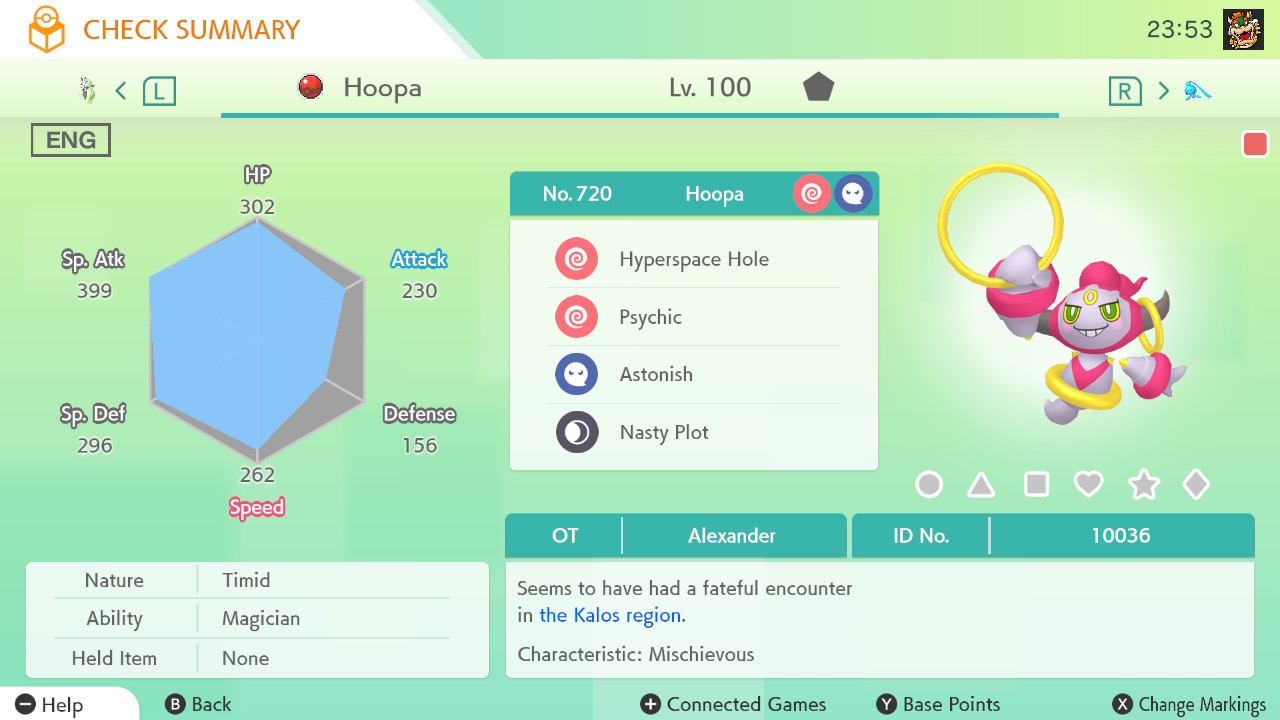 CHECK SUMMARY
23:53
L
Hoopa
Lv. 100
R
ENG
HP
302
Sp. Atk
399
Attack
230
Sp. Def
296
Defense
156
262
Speed
No. 720 Hoopa
Hyperspace Hole
Psychic
Astonish
Nasty Plot
OT Alexander
ID No. 10036
Nature Timid
Ability Magician
Held Item None
Seems to have had a fateful encounter
in the Kalos region.
Characteristic: Mischievous
Help
B Back
Connected Games
Y Base Points
X Change Markings